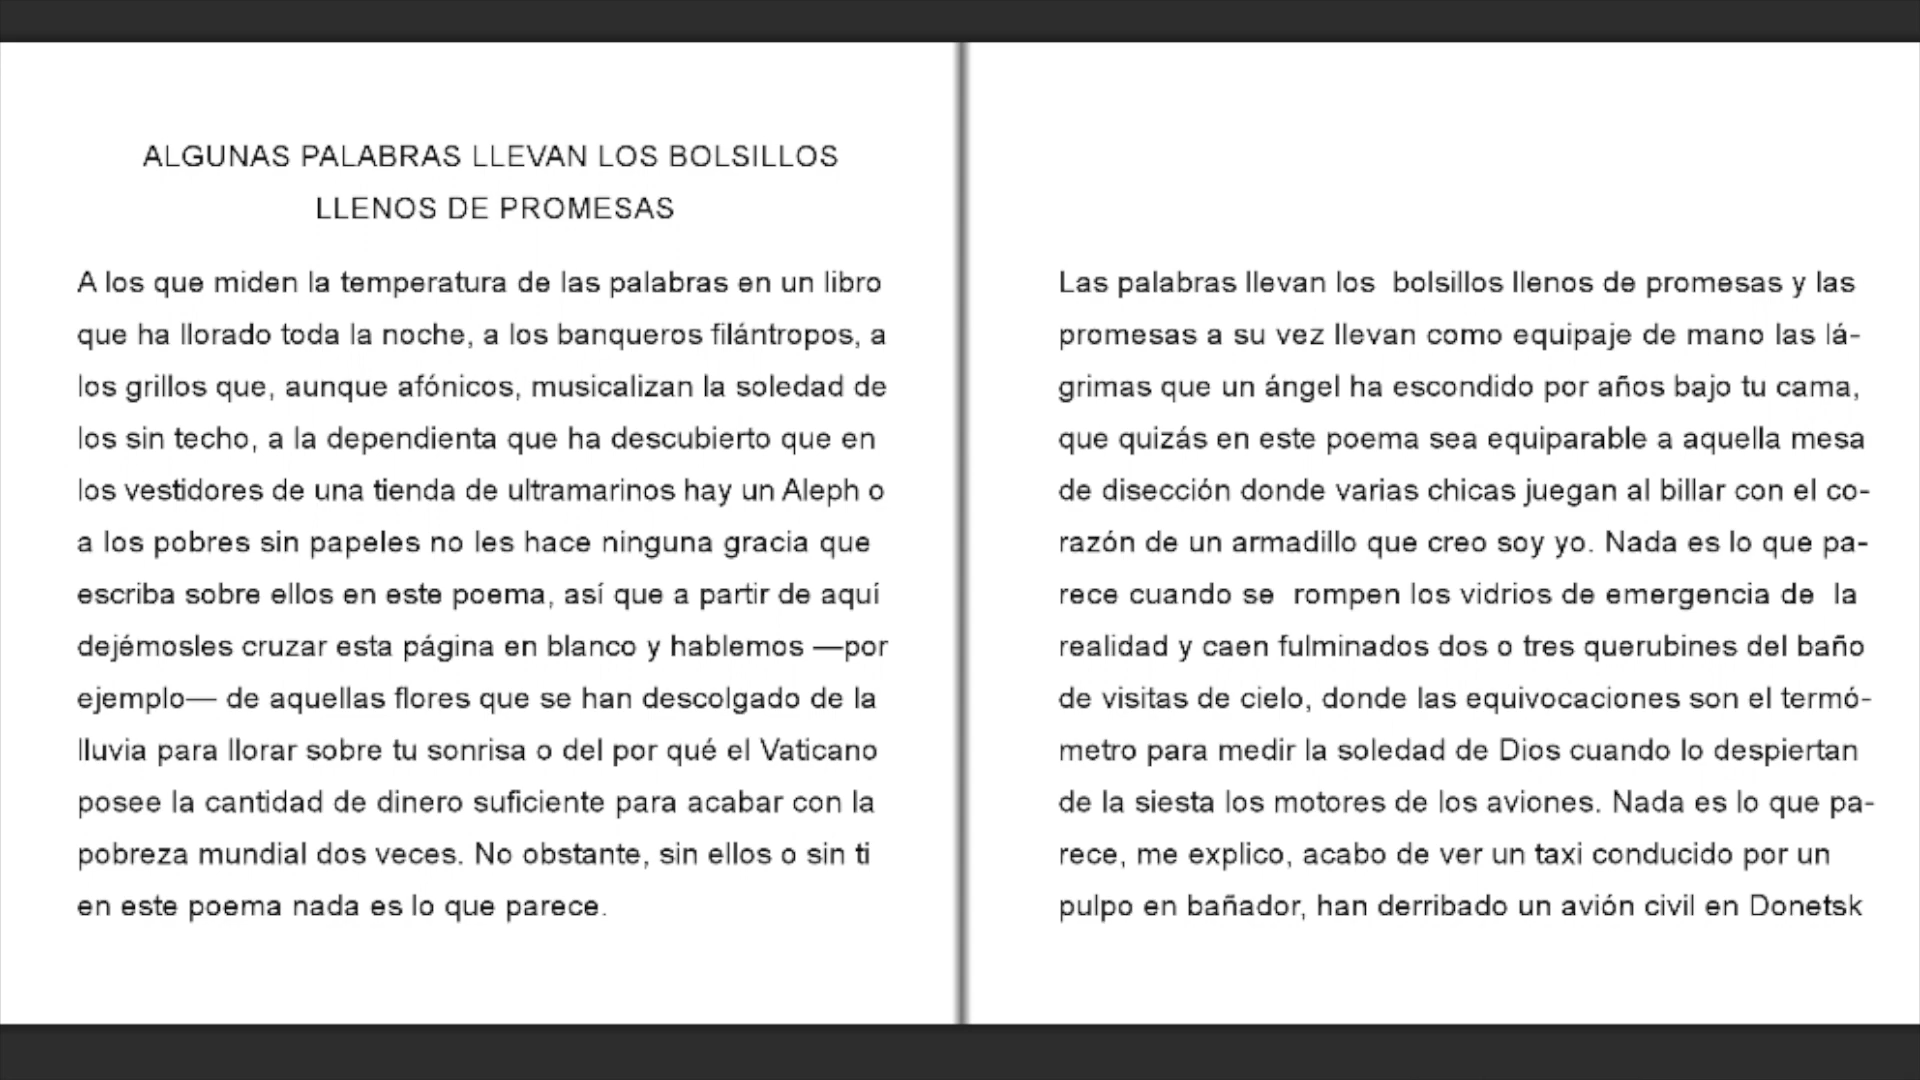 ALGUNAS PALABRAS LLEVAN LOS BOLSILLOS
LLENOS DE PROMESAS
A los que miden la temperatura de las palabras en un libro
que ha llorado toda la noche, a los banqueros filántropos, a
los grillos que, aunque afónicos, musicalizan la soledad de
los sin techo, a la dependienta que ha descubierto que en
los vestidores de una tienda de ultramarinos hay un Aleph o
a los pobres sin papeles no les hace ninguna gracia que
escriba sobre ellos en este poema, así que a partir de aquí
dejémosles cruzar esta página en blanco y hablemos —por
ejemplo— de aquellas flores que se han descolgado de la
lluvia para llorar sobre tu sonrisa o del por qué el Vaticano
posee la cantidad de dinero suficiente para acabar con la
pobreza mundial dos veces. No obstante, sin ellos o sin ti
en este poema nada es lo que parece.
Las palabras llevan los  bolsillos llenos de promesas y las
promesas a su vez llevan como equipaje de mano las lá-
grimas que un ángel ha escondido por años bajo tu cama,
que quizás en este poema sea equiparable a aquella mesa
de disección donde varias chicas juegan al billar con el co-
razón de un armadillo que creo soy yo. Nada es lo que pa-
rece cuando se  rompen los vidrios de emergencia de  la
realidad y caen fulminados dos o tres querubines del baño
de visitas de cielo, donde las equivocaciones son el termó-
metro para medir la soledad de Dios cuando lo despiertan
de la siesta los motores de los aviones. Nada es lo que pa-
rece, me explico, acabo de ver un taxi conducido por un
pulpo en bañador, han derribado un avión civil en Donetsk